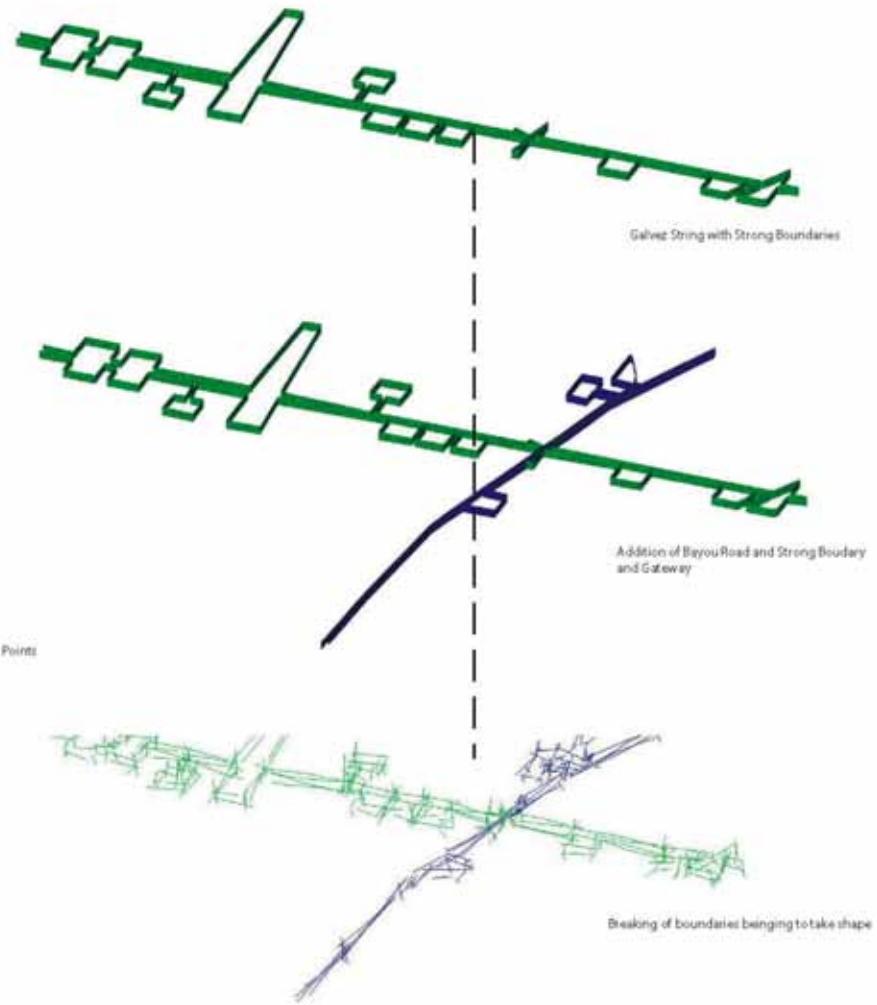 Galvez String with Strong Boundaries
Addition of Bayou Road and Strong Boudary
and Gateway
Points
Breaking of boundaries beinging to take shape